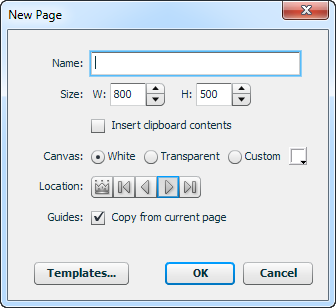 New Page
Name:
Size: W: 800 H: 500
Insert clipboard contents
Canvas: White Transparent Custom
Location:
Guides: Copy from current page
Templates... OK Cancel